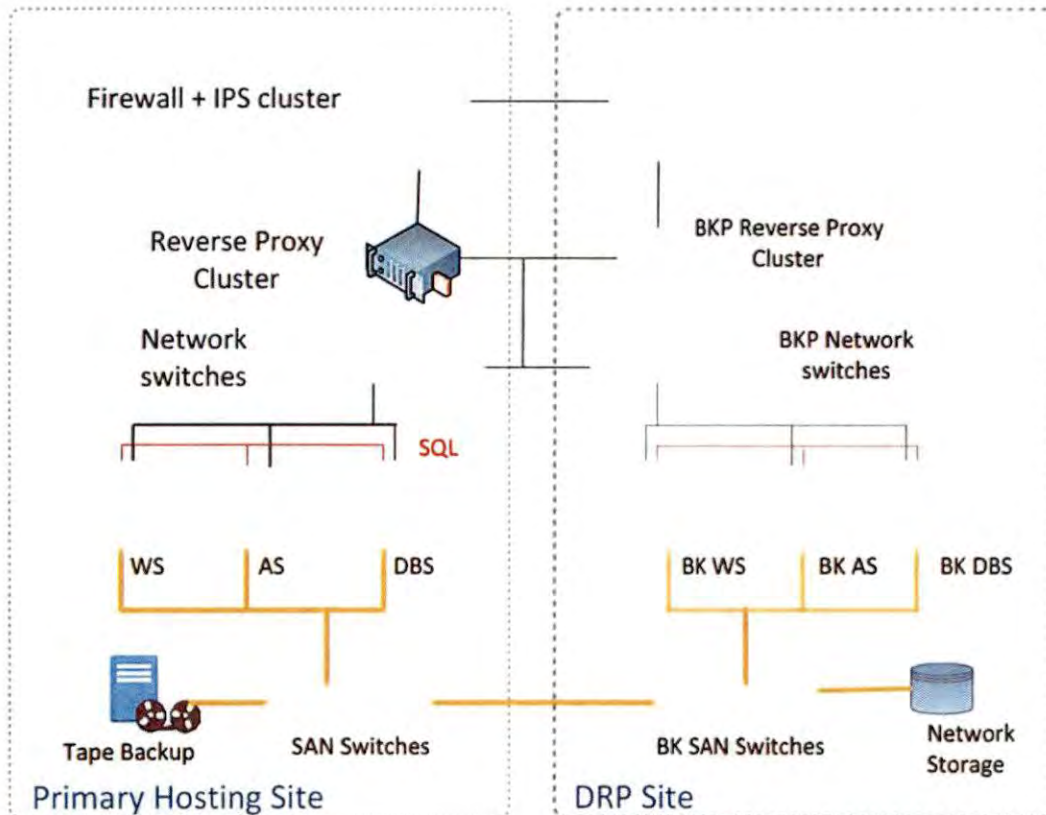 Firewall + IPS cluster
Reverse Proxy
Cluster
BKP Reverse Proxy
Cluster
Network
switches
BKP Network
switches
SQL
WS
AS
DBS
BK WS
BK AS
BK DBS
Tape Backup
SAN Switches
BK SAN Switches
Network
Storage
Primary Hosting Site
DRP Site